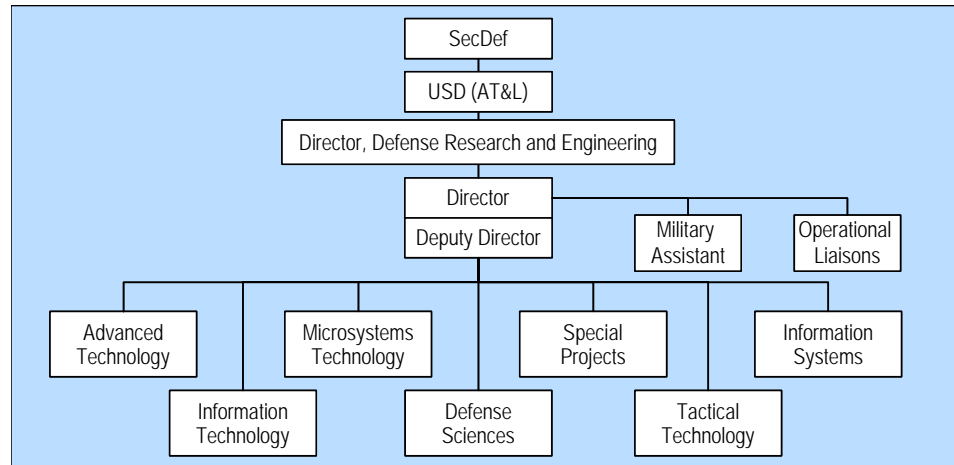 SecDef
USD (AT&L)
Director, Defense Research and Engineering
Director
Deputy Director
Military
Assistant
Operational
Liaisons
Advanced
Technology
Microsystems
Technology
Special
Projects
Information
Systems
Information
Technology
Defense
Sciences
Tactical
Technology